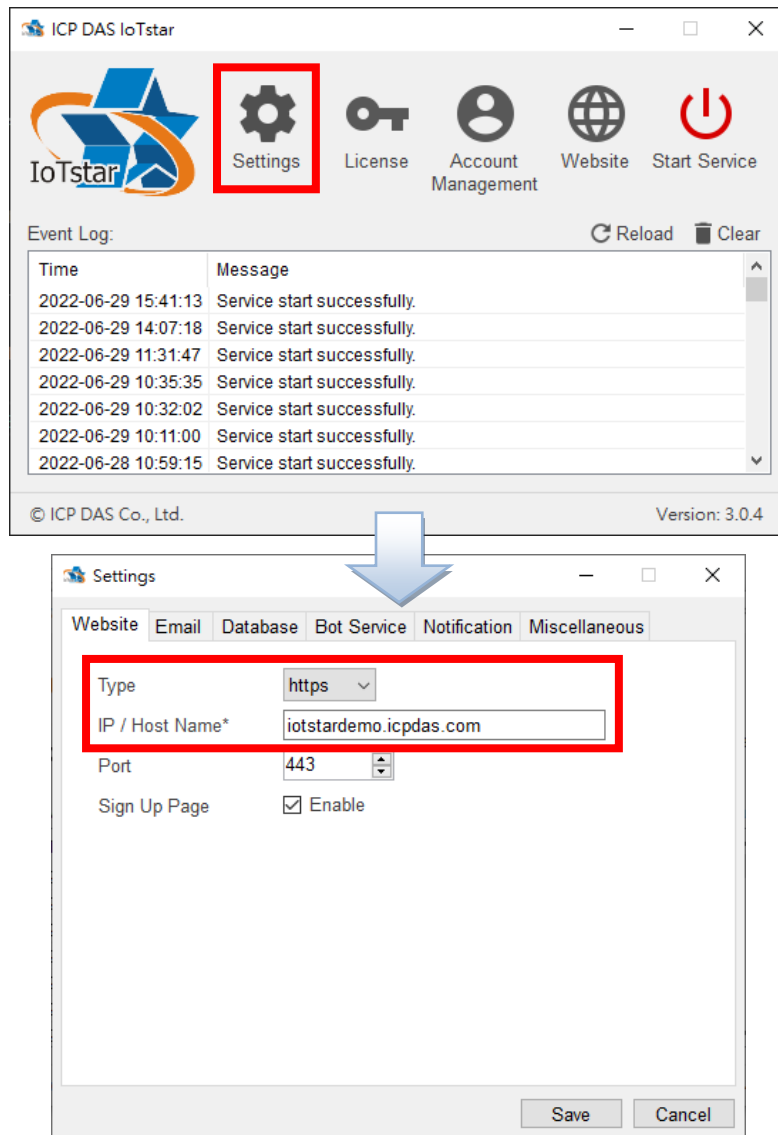 ICP DAS IoTstar
IoTstar
Settings
License
Account
Management
Website
Start Service
Event Log:
Reload
Clear
Time Message
2022-06-29 15:41:13 Service start successfully.
2022-06-29 14:07:18 Service start successfully.
2022-06-29 11:31:47 Service start successfully.
2022-06-29 10:35:35 Service start successfully.
2022-06-29 10:32:02 Service start successfully.
2022-06-29 10:11:00 Service start successfully.
2022-06-28 10:59:15 Service start successfully.
© ICP DAS Co., Ltd. Version: 3.0.4
Settings
Website Email Database Bot Service Notification Miscellaneous
Type https
IP / Host Name* iotstardemo.icpdas.com
Port 443
Sign Up Page Enable
Save Cancel